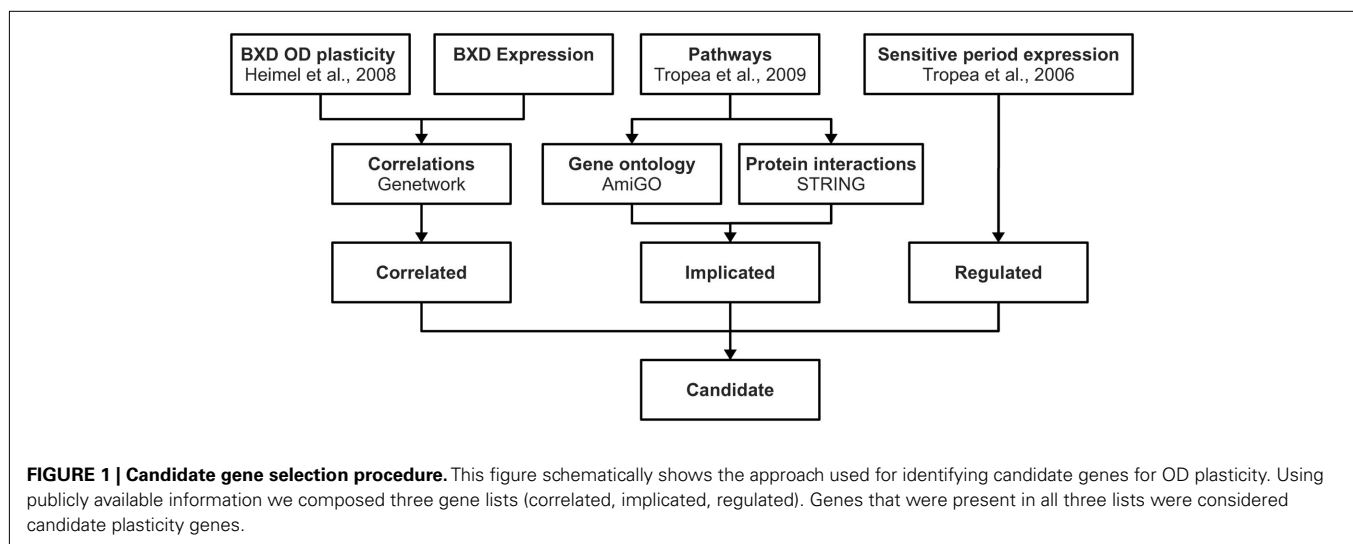 BXD OD plasticity
Heimel et al., 2008
BXD Expression
Pathways
Tropea et al., 2009
Sensitive period expression
Tropea et al., 2006
Correlations
Genetwork
Gene ontology
AmiGO
Protein interactions
STRING
Correlated
Implicated
Regulated
Candidate
FIGURE 1 | Candidate gene selection procedure. This figure schematically shows the approach used for identifying candidate genes for OD plasticity. Using
publicly available information we composed three gene lists (correlated, implicated, regulated). Genes that were present in all three lists were considered
candidate plasticity genes.